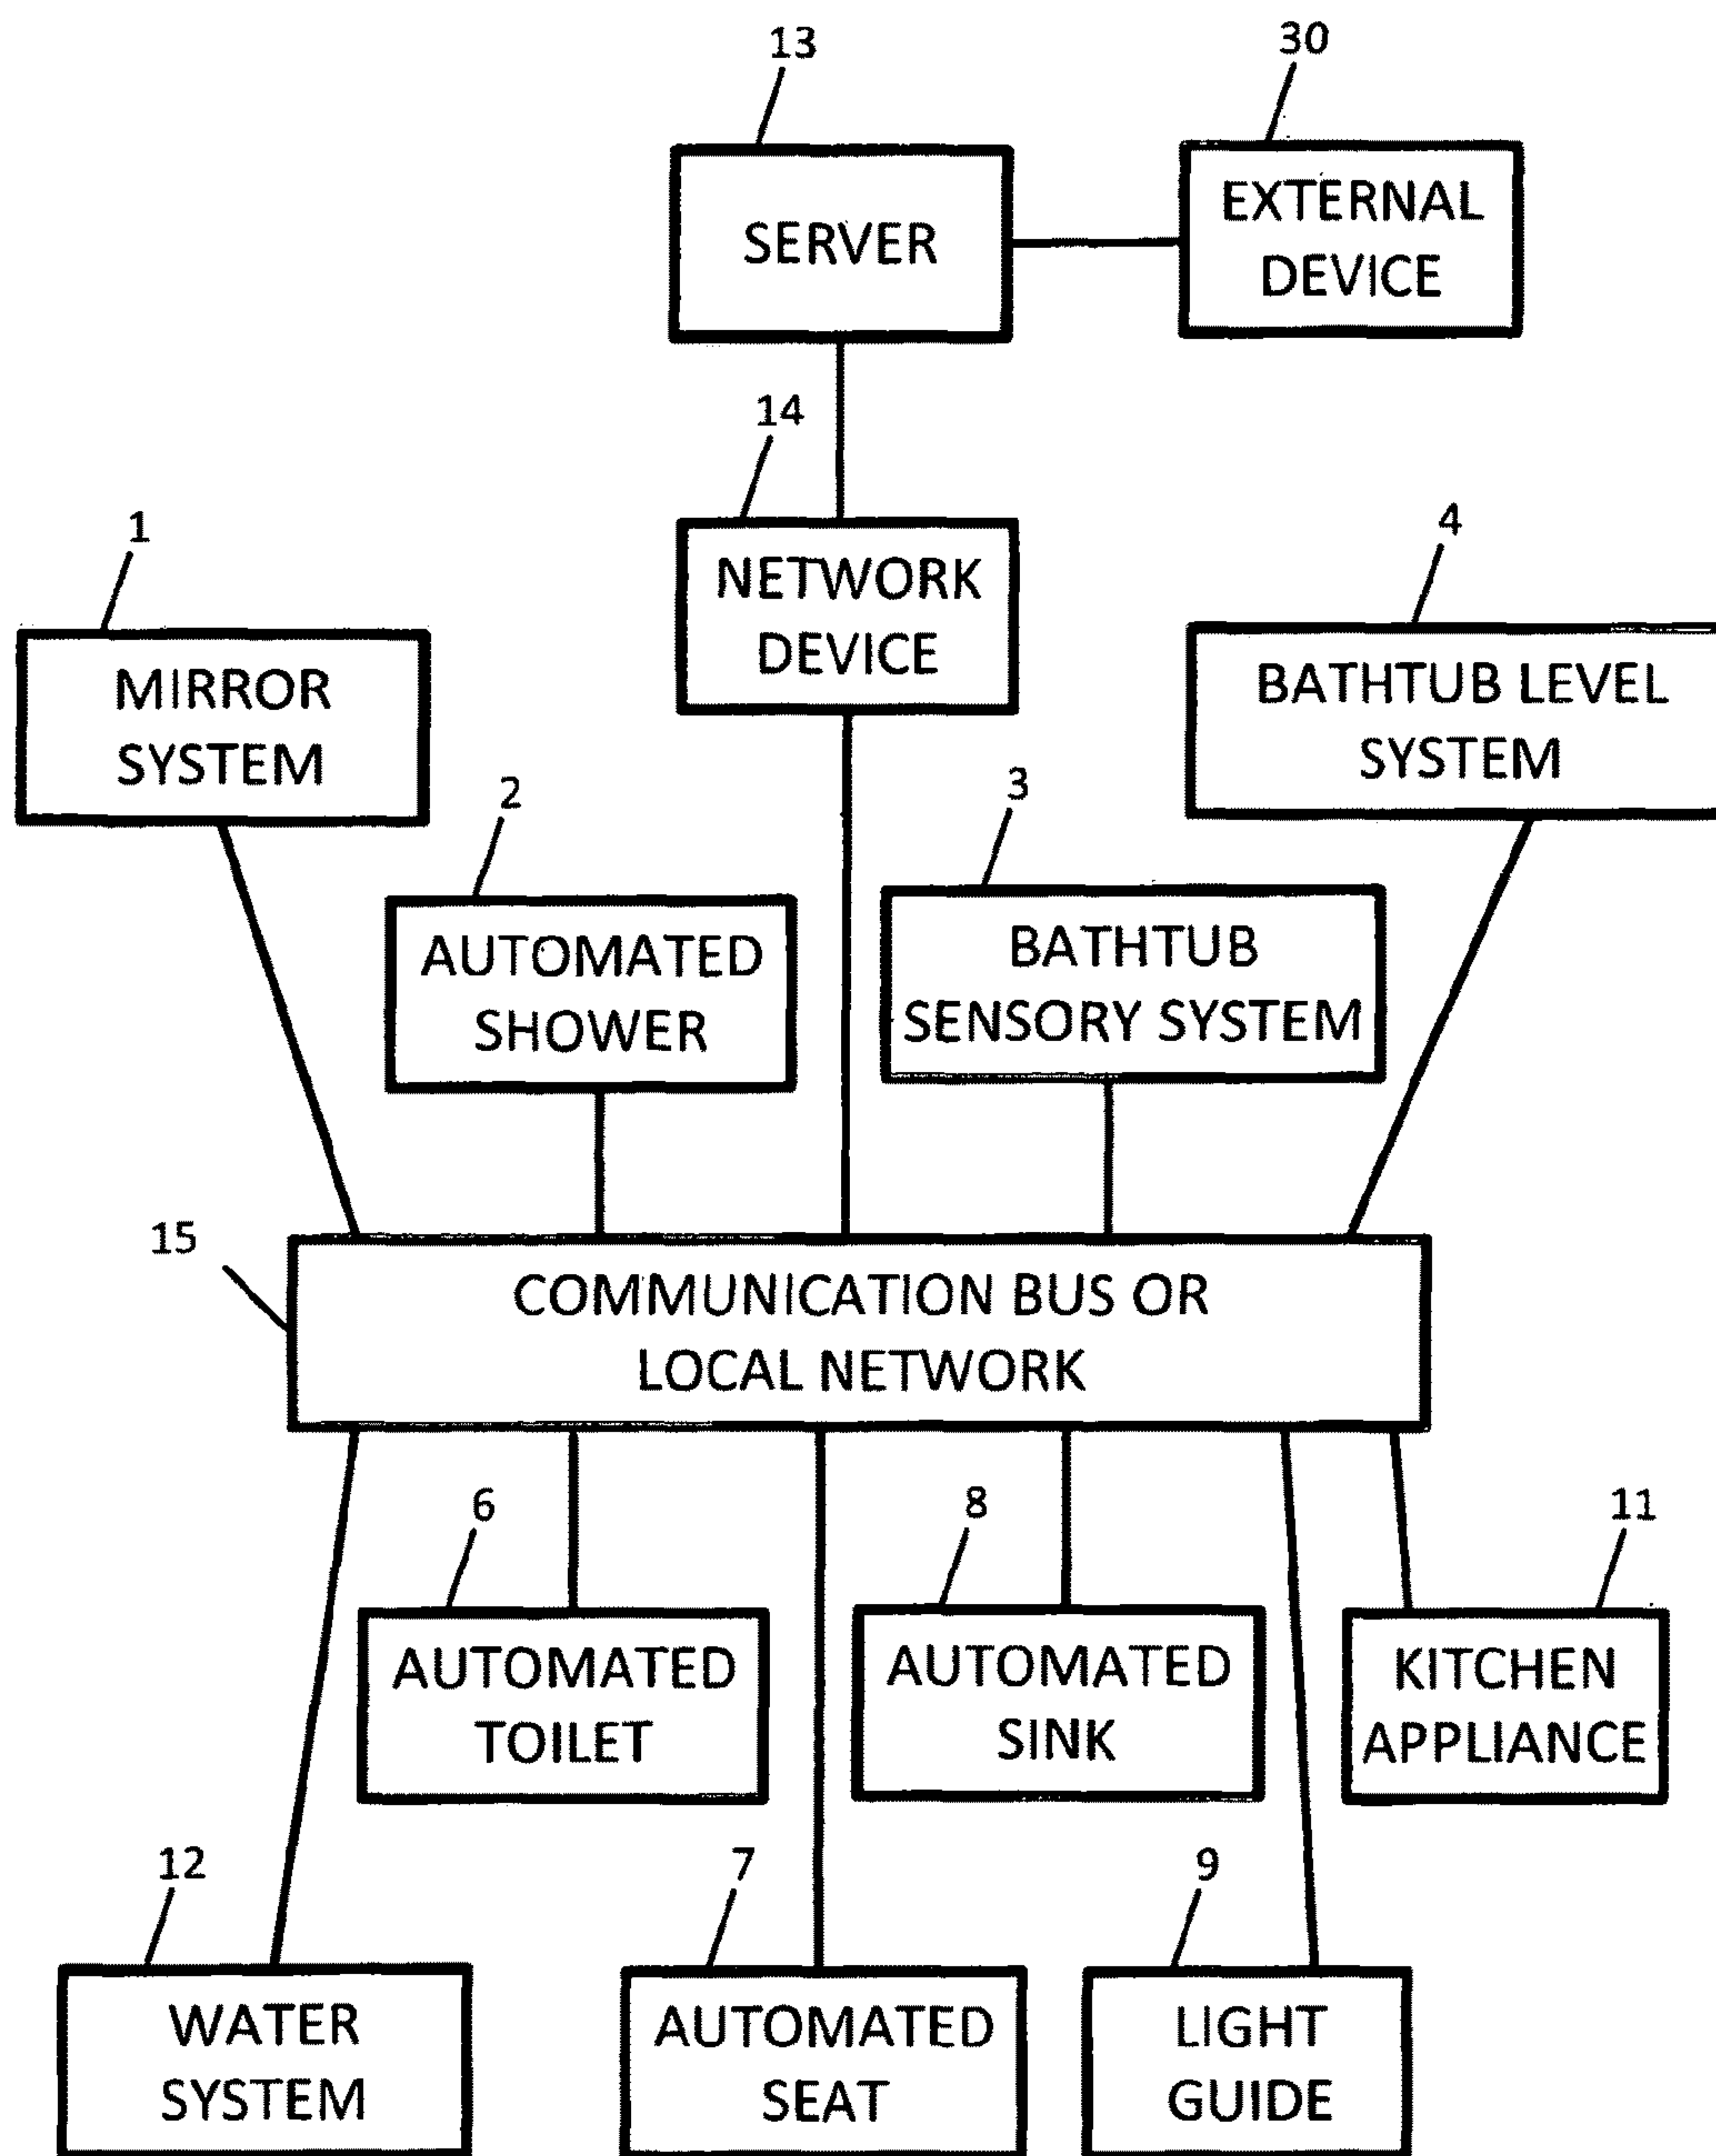 13
30
SERVER
EXTERNAL
DEVICE
14
NETWORK
DEVICE
1
4
MIRROR
SYSTEM
BATHTUB LEVEL
SYSTEM
2
3
AUTOMATED
SHOWER
BATHTUB
SENSORY SYSTEM
15
COMMUNICATION BUS OR
LOCAL NETWORK
6
8
11
AUTOMATED
TOILET
AUTOMATED
SINK
KITCHEN
APPLIANCE
12
7
9
WATER
SYSTEM
AUTOMATED
SEAT
LIGHT
GUIDE